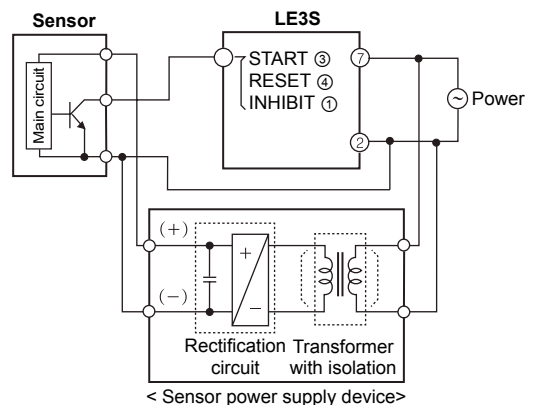 Sensor
LE3S
Main circuit
START ③
RESET ④
INHIBIT ①
⑦
②
~ Power
(+)
(−)
+
−
Rectification
circuit
Transformer
with isolation
< Sensor power supply device>